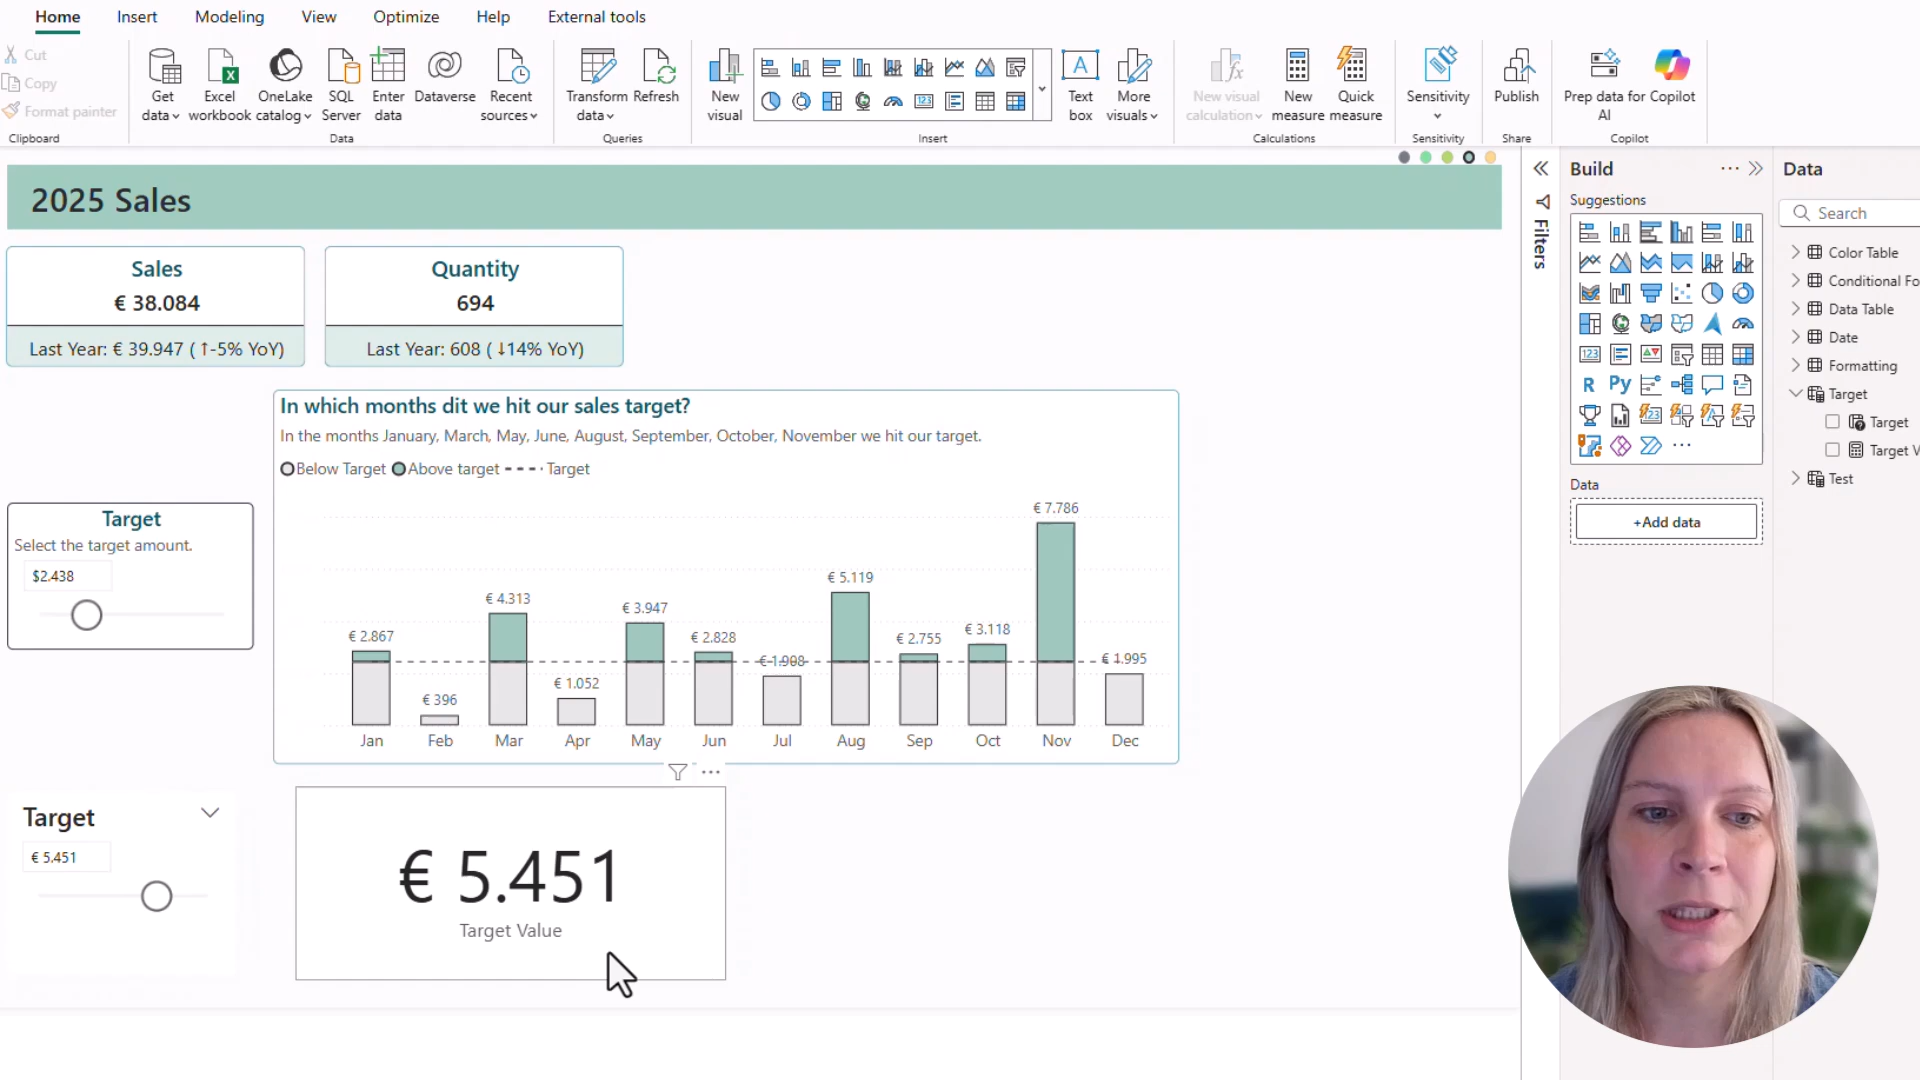 Home Insert Modeling View Optimize Help External tools
Cut
Copy
Format painter
Clipboard
Get data
Excel workbook
OneLake catalog
SQL Server
Enter data
Dataverse
Recent sources
Data
Transform data
Refresh
Queries
New visual
Text box
More visuals
Insert
New visual calculation
New measure
Quick measure
Calculations
Sensitivity
Sensitivity
Publish
Share
Prep data for AI
Copilot
Copilot
2025 Sales
Sales
€ 38.084
Last Year: € 39.947 ( ↑-5% YoY)
Quantity
694
Last Year: 608 ( ↓14% YoY)
In which months dit we hit our sales target?
In the months January, March, May, June, August, September, October, November we hit our target.
Below Target Above target Target
Target
Select the target amount.
$2.438
€ 2.867
€ 396
€ 4.313
€ 1.052
€ 3.947
€ 2.828
€ 1.908
€ 5.119
€ 2.755
€ 3.118
€ 7.786
€ 1.995
Jan Feb Mar Apr May Jun Jul Aug Sep Oct Nov Dec
Target
€ 5.451
€ 5.451
Target Value
Filters
Build
Suggestions
123
R Py
123
Data
+Add data
Data
Search
Color Table
Conditional Fo
Data Table
Date
Formatting
Target
Target
Target V
Test